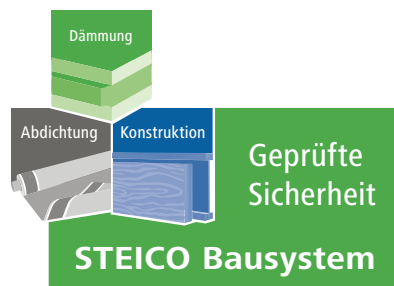 Dämmung
Abdichtung
Konstruktion
Geprüfte
Sicherheit
STEICO Bausystem